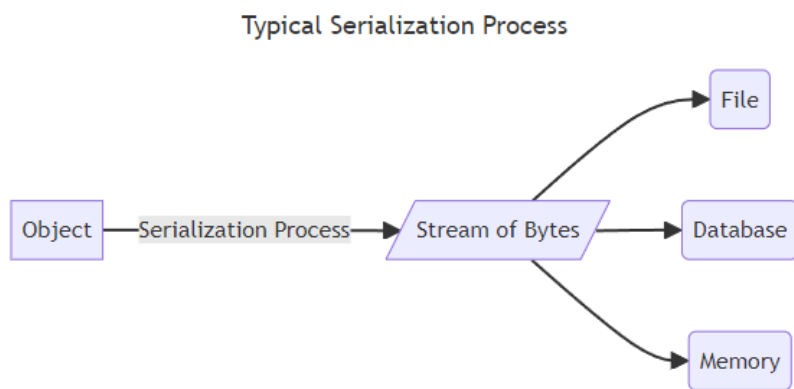 Typical Serialization Process
File
Object
Serialization Process
Stream of Bytes
Database
Memory